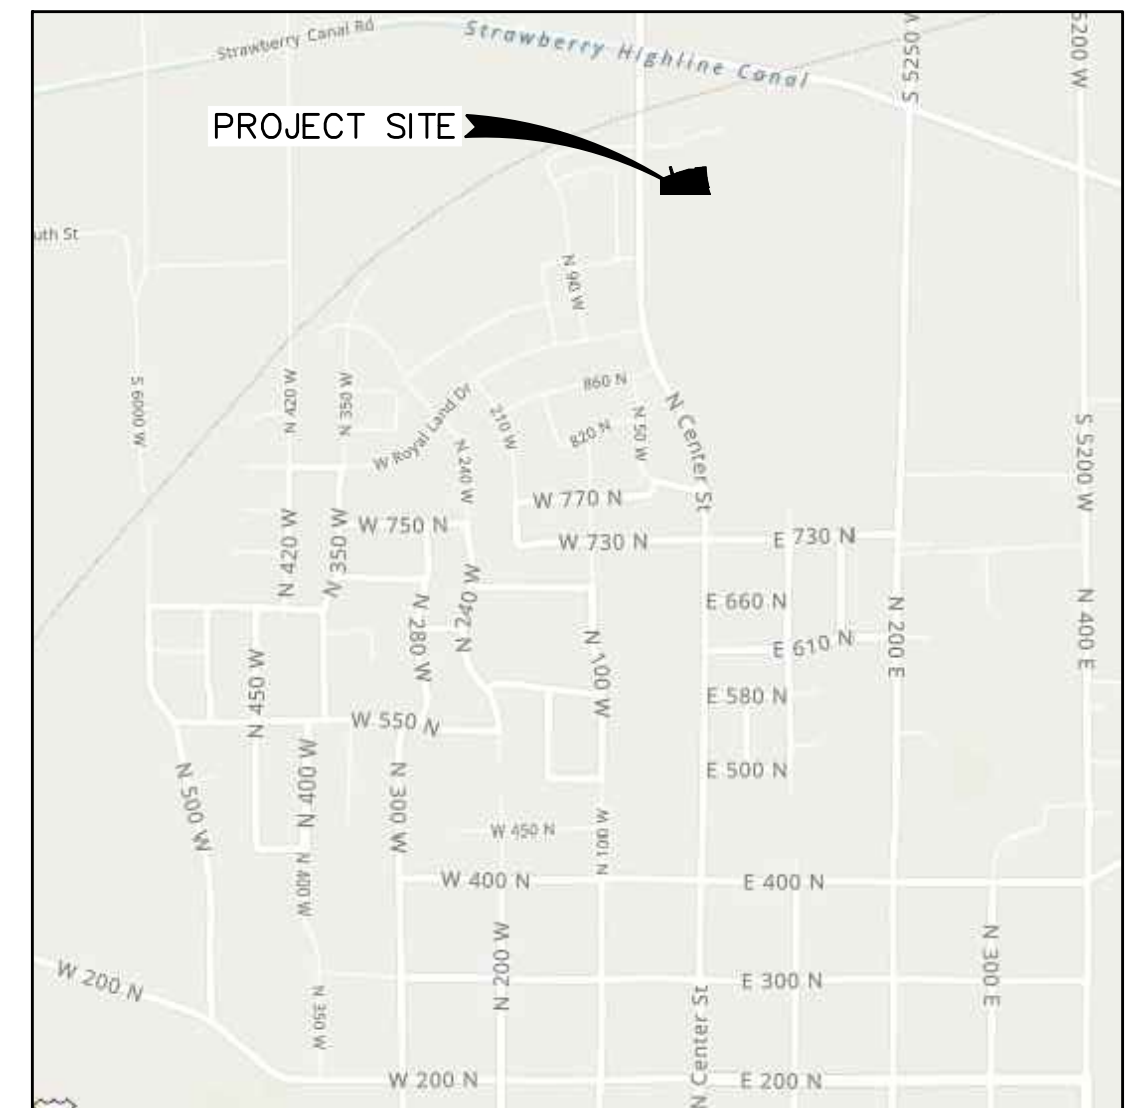 Strawberry Canal Rd
Strawberry Highline Canal
S 5200 W
PROJECT SITE
uth St
N 90 W
S 6000 W
N 420 W
N 350 W
860 N
W Royal Land Dr
210 W
820 N
N 50 W
N Center St
S 5200 W
N 240 W
W 770 N
W 750 N
W 730 N
E 730 N
N 420 W
N 350 W
N 280 W
N 240 W
E 660 N
N 200 E
N 400 E
E 610 N
N 100 W
N 450 W
E 580 N
W 550 N
N 500 W
N 400 W
N 300 W
E 500 N
W 450 N
N 100 W
N 400 W
W 400 N
E 400 N
N 200 W
N 300 E
W 200 N
E 300 N
N 350 W
N Center St
W 200 N
E 200 N
N